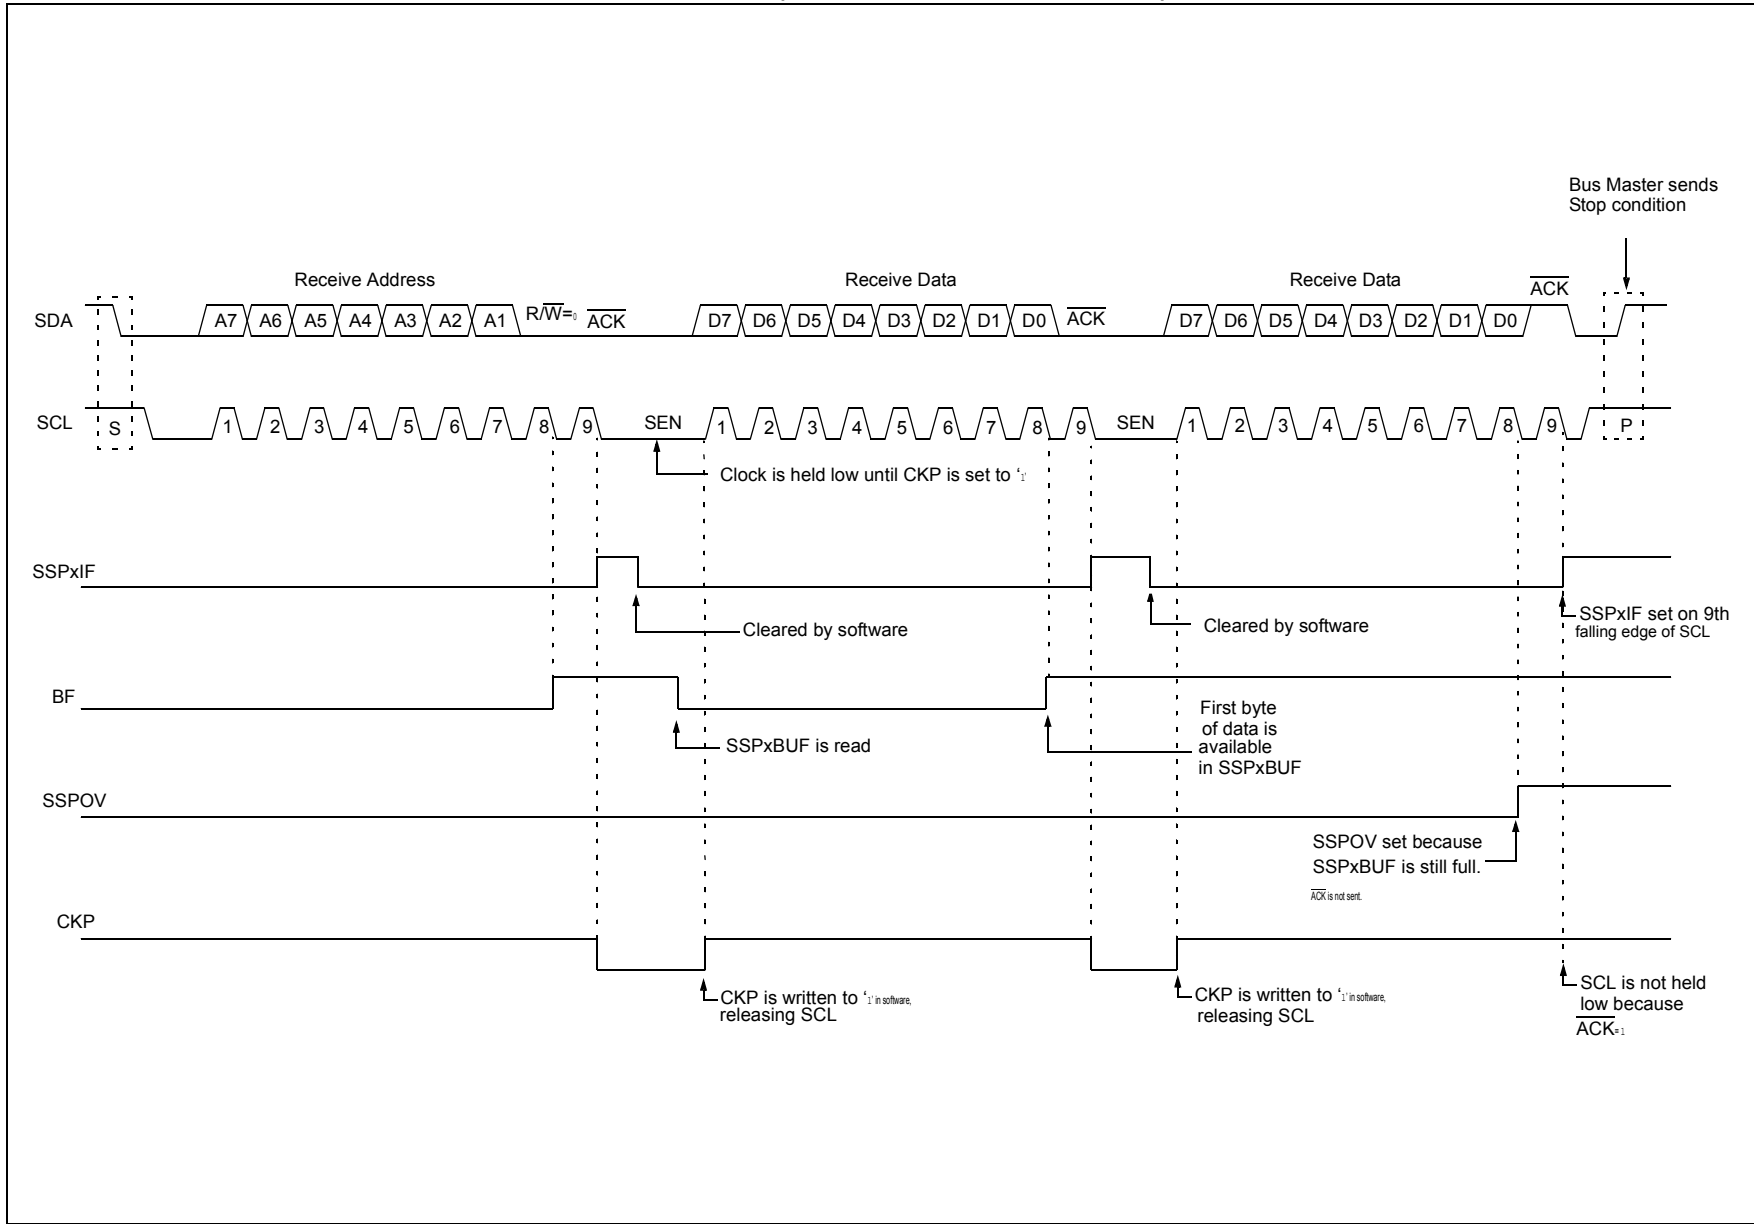 Bus Master sends
Stop condition
Receive Address
Receive Data
Receive Data
ACK
SDA
A7 A6 A5 A4 A3 A2 A1 R/W=0 ACK
D7 D6 D5 D4 D3 D2 D1 D0 ACK
D7 D6 D5 D4 D3 D2 D1 D0
SCL
S
1 2 3 4 5 6 7 8 9
SEN
1 2 3 4 5 6 7 8 9
SEN
1 2 3 4 5 6 7 8 9
P
Clock is held low until CKP is set to ‘1’
SSPxIF
Cleared by software
Cleared by software
SSPxIF set on 9th
falling edge of SCL
BF
SSPxBUF is read
First byte
of data is
available
in SSPxBUF
SSPOV
SSPOV set because
SSPxBUF is still full.
ACK is not sent.
CKP
CKP is written to ‘1’ in software,
releasing SCL
CKP is written to ‘1’ in software,
releasing SCL
SCL is not held
low because
ACK=1